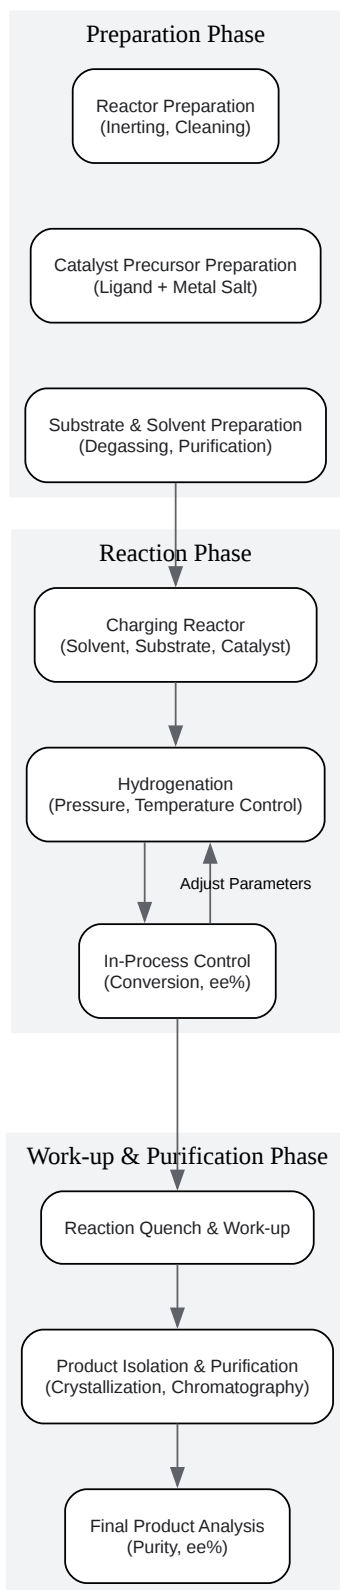 Preparation Phase
Reactor Preparation
(Inerting, Cleaning)
Catalyst Precursor Preparation
(Ligand + Metal Salt)
Substrate & Solvent Preparation
(Degassing, Purification)
Reaction Phase
Charging Reactor
(Solvent, Substrate, Catalyst)
Hydrogenation
(Pressure, Temperature Control)
Adjust Parameters
In-Process Control
(Conversion, ee%)
Work-up & Purification Phase
Reaction Quench & Work-up
Product Isolation & Purification
(Crystallization, Chromatography)
Final Product Analysis
(Purity, ee%)